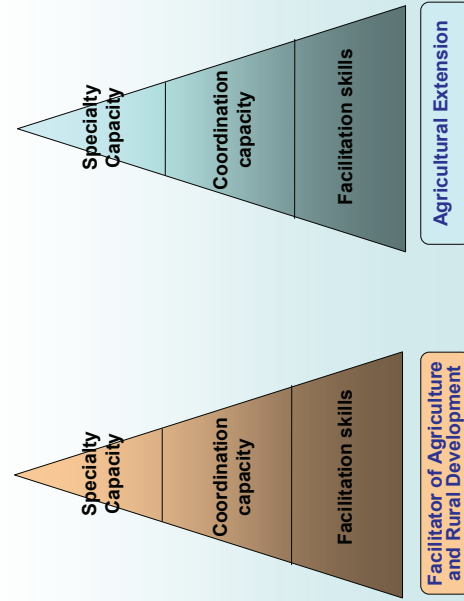 Specialty
Capacity
Coordination
capacity
Facilitation skills
Facilitator of Agriculture
and Rural Development
Specialty
Capacity
Coordination
capacity
Facilitation skills
Agricultural Extension